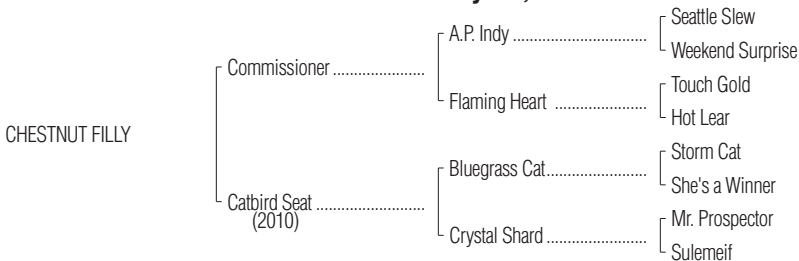 Seattle Slew
A.P. Indy
Weekend Surprise
Commissioner
Touch Gold
Flaming Heart
Hot Lear
CHESTNUT FILLY
Storm Cat
Bluegrass Cat
She's a Winner
Catbird Seat
(2010)
Mr. Prospector
Crystal Shard
Sulemeif